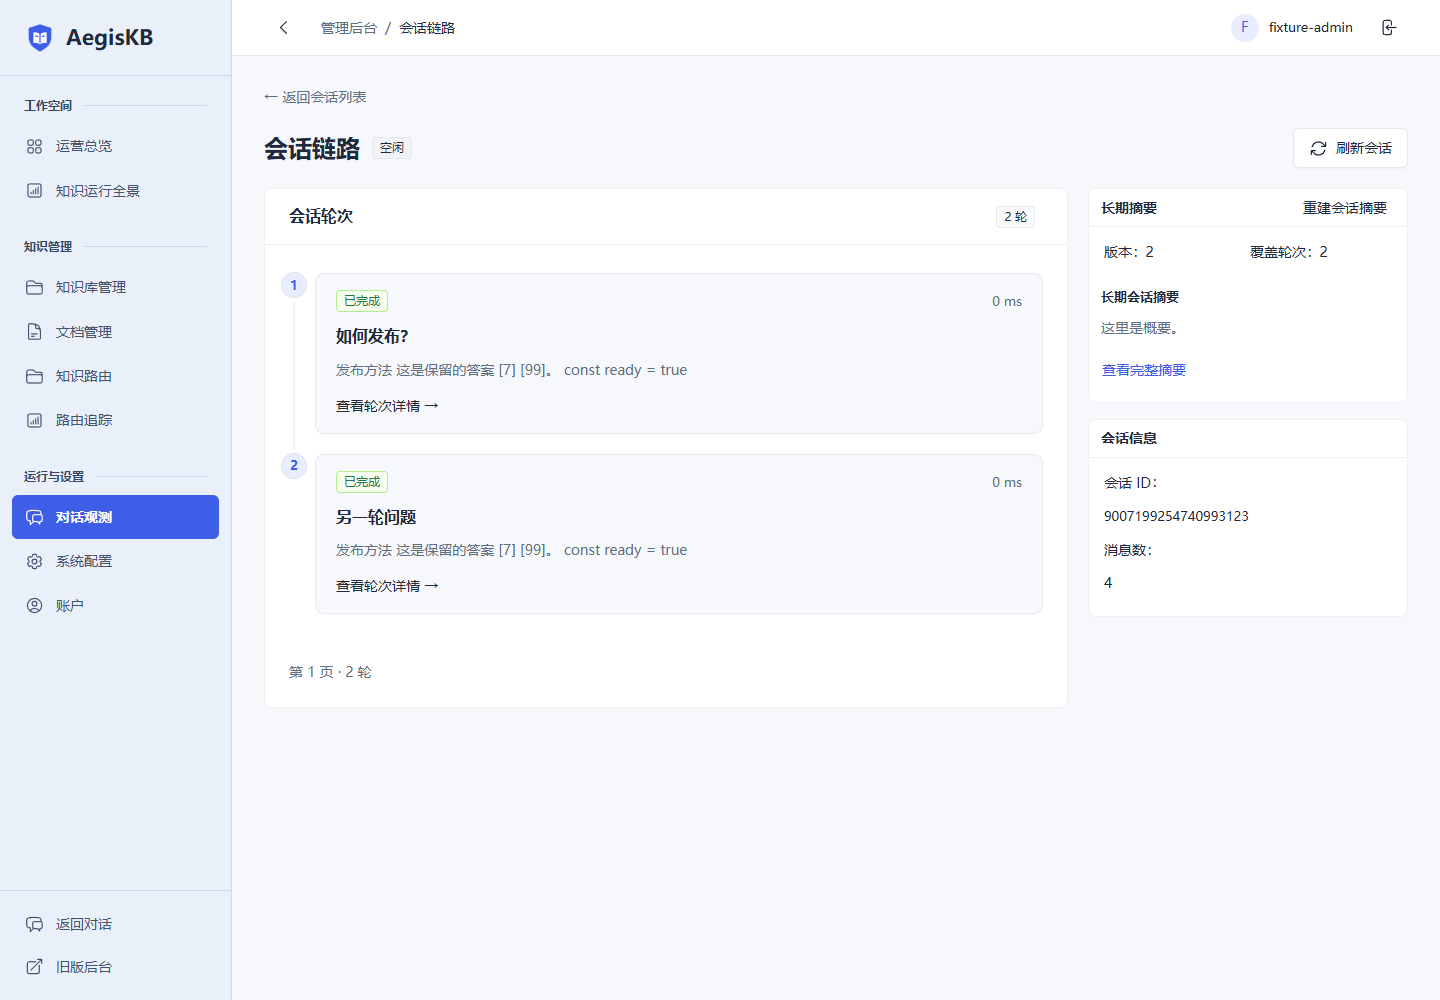 AegisKB
工作空间
运营总览
知识运行全景
知识管理
知识库管理
文档管理
知识路由
路由追踪
运行与设置
对话观测
系统配置
账户
返回对话
旧版后台
管理后台 / 会话链路
F fixture-admin
← 返回会话列表
会话链路 空闲
刷新会话
会话轮次 2 轮
1
已完成 0 ms
如何发布？
发布方法 这是保留的答案 [7] [99]。 const ready = true
查看轮次详情 →
2
已完成 0 ms
另一轮问题
发布方法 这是保留的答案 [7] [99]。 const ready = true
查看轮次详情 →
第 1 页 · 2 轮
长期摘要 重建会话摘要
版本：2 覆盖轮次：2
长期会话摘要
这里是概要。
查看完整摘要
会话信息
会话 ID：
9007199254740993123
消息数：
4